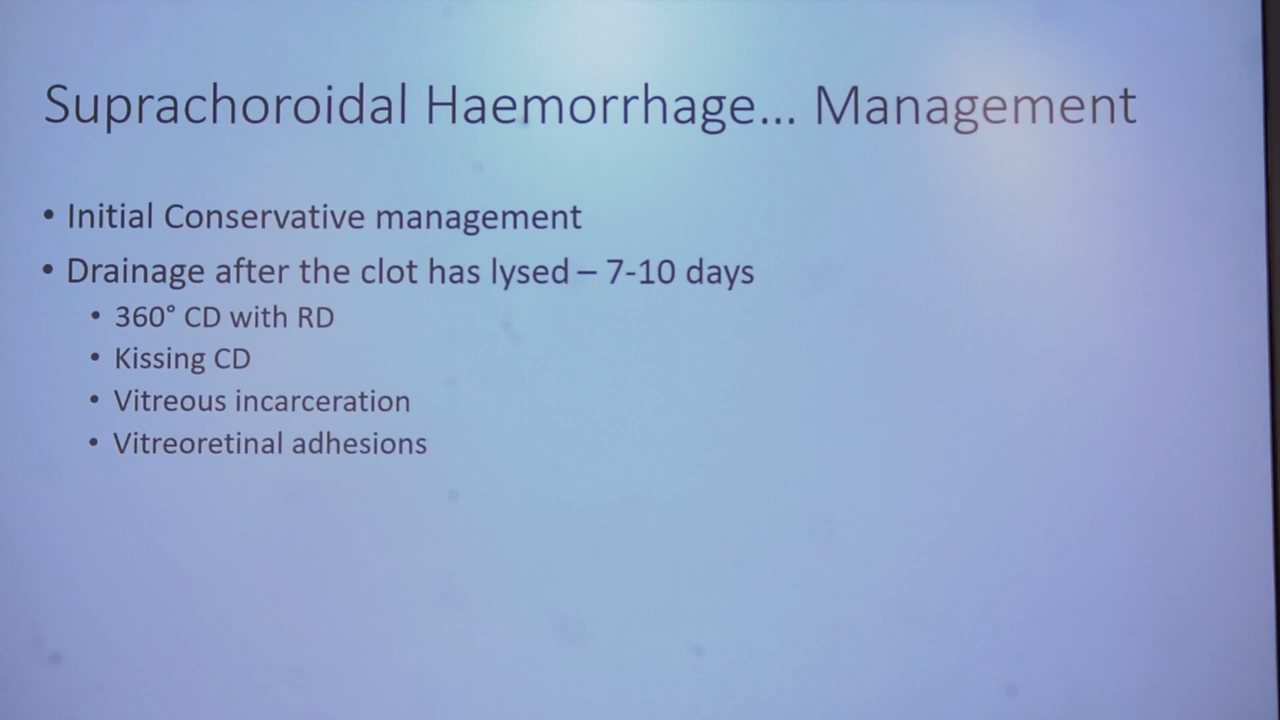 Suprachoroidal Haemorrhage... Management
• Initial Conservative management
• Drainage after the clot has lysed – 7-10 days
• 360° CD with RD
• Kissing CD
• Vitreous incarceration
• Vitreoretinal adhesions